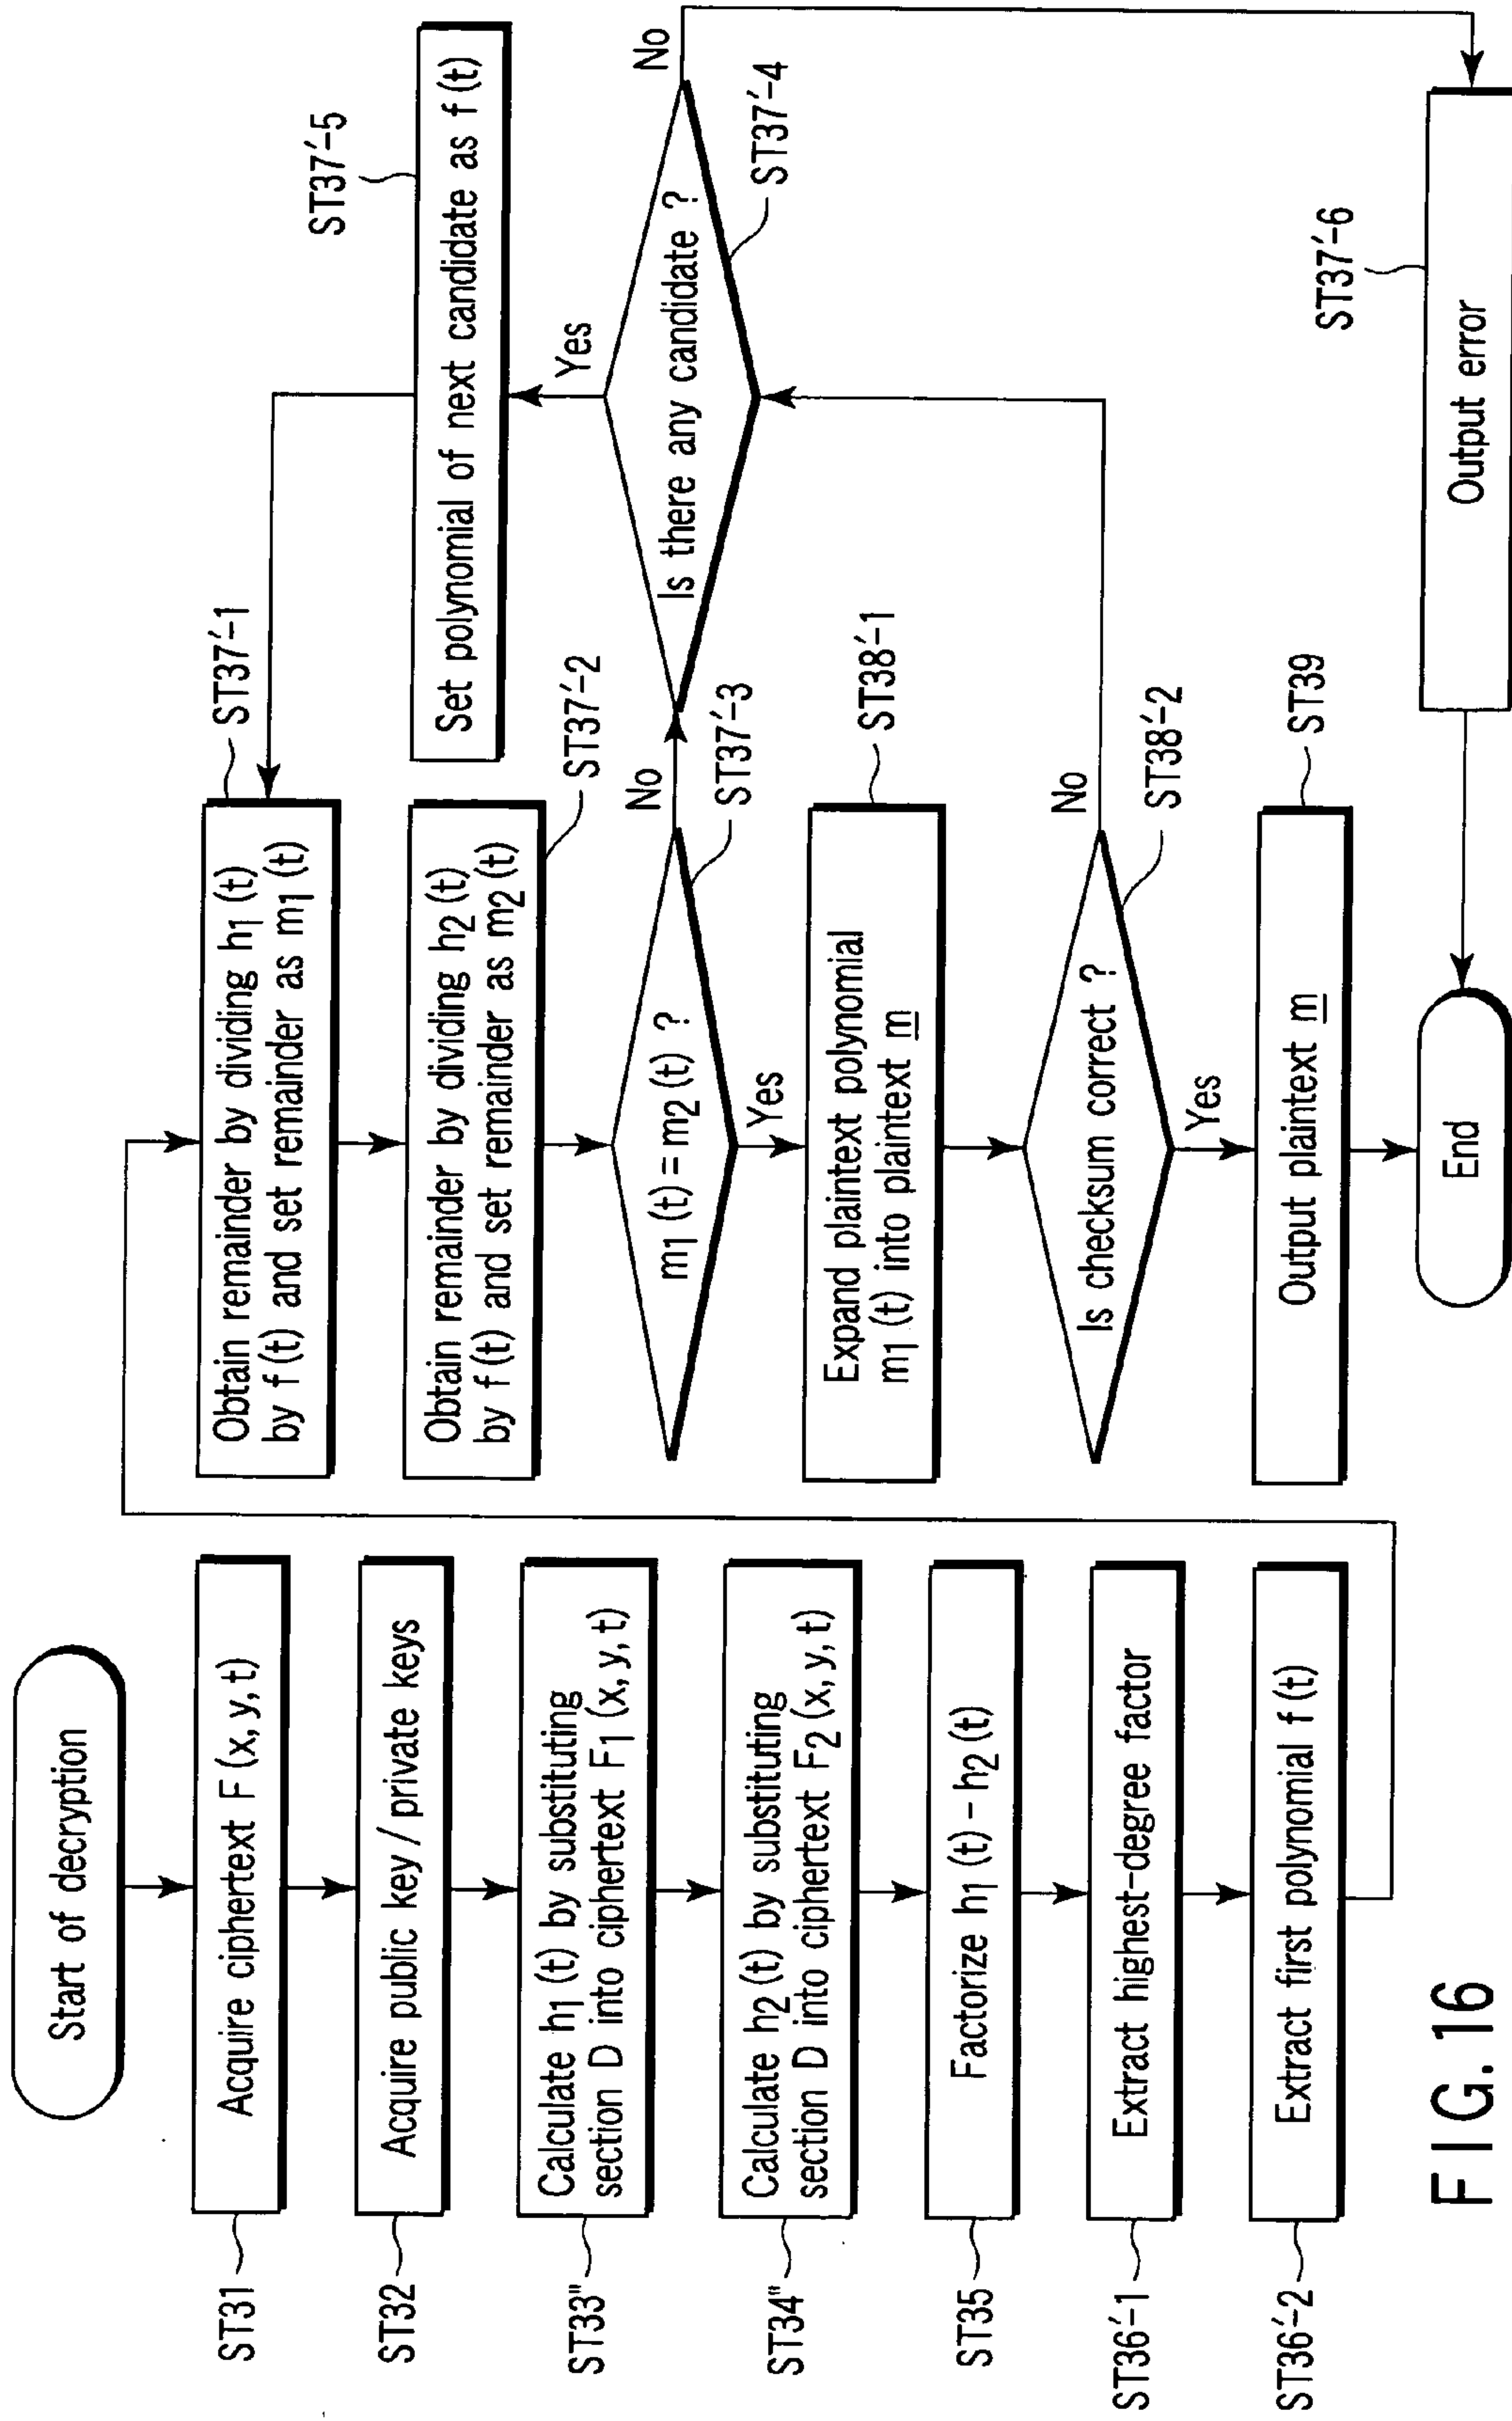 Start of decryption
ST31
Acquire ciphertext F (x, y, t)
ST32
Acquire public key / private keys
ST33"
Calculate h1 (t) by substituting
section D into ciphertext F1 (x, y, t)
ST34"
Calculate h2 (t) by substituting
section D into ciphertext F2 (x, y, t)
ST35
Factorize h1 (t) - h2 (t)
ST36'-1
Extract highest-degree factor
ST36'-2
Extract first polynomial f (t)
ST37'-1
Obtain remainder by dividing h1 (t)
by f (t) and set remainder as m1 (t)
ST37'-2
Obtain remainder by dividing h2 (t)
by f (t) and set remainder as m2 (t)
ST37'-3
m1 (t) = m2 (t) ?
No
Yes
ST38'-1
Expand plaintext polynomial
m1 (t) into plaintext m
ST38'-2
Is checksum correct ?
No
Yes
ST39
Output plaintext m
End
ST37'-5
Set polynomial of next candidate as f (t)
Yes
ST37'-4
Is there any candidate ?
No
ST37'-6
Output error
FIG. 16